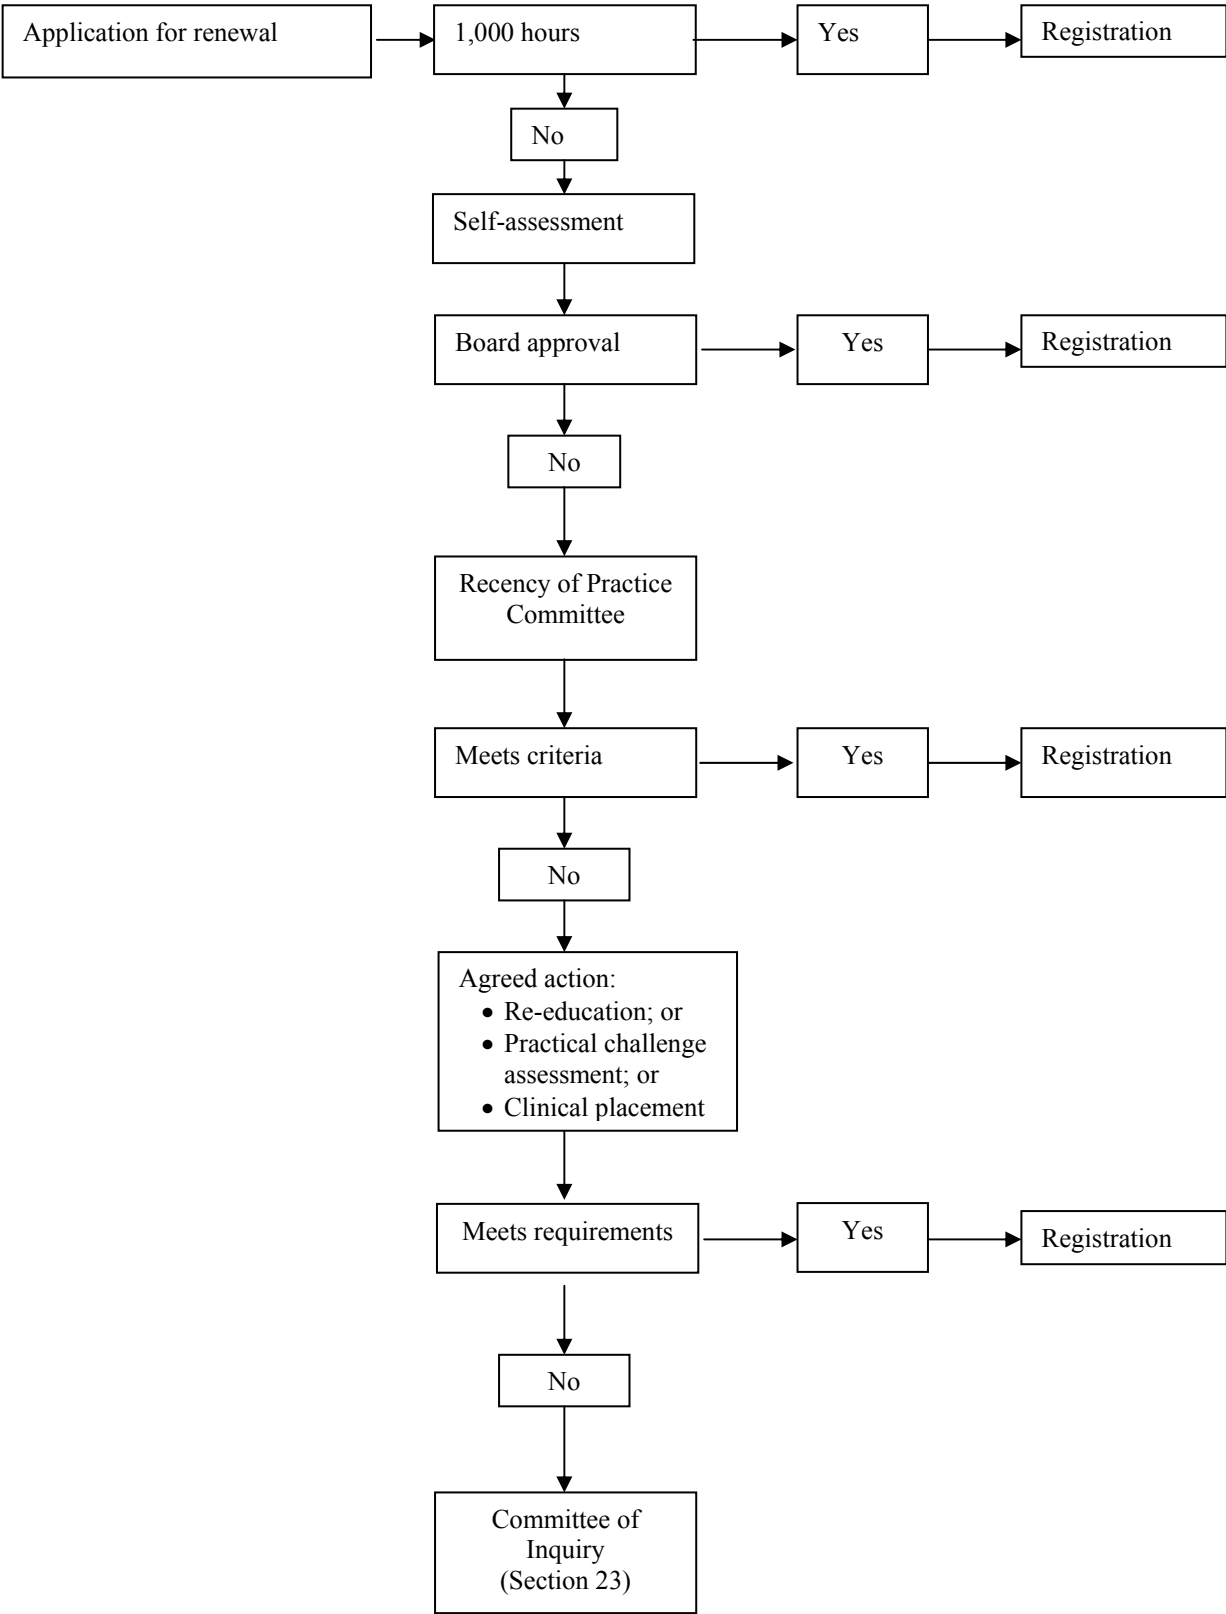 Application for renewal
1,000 hours
Yes
Registration
No
Self-assessment
Board approval
Yes
Registration
No
Recency of Practice
Committee
Meets criteria
Yes
Registration
No
Agreed action:
• Re-education; or
• Practical challenge
assessment; or
• Clinical placement
Meets requirements
Yes
Registration
No
Committee of
Inquiry
(Section 23)